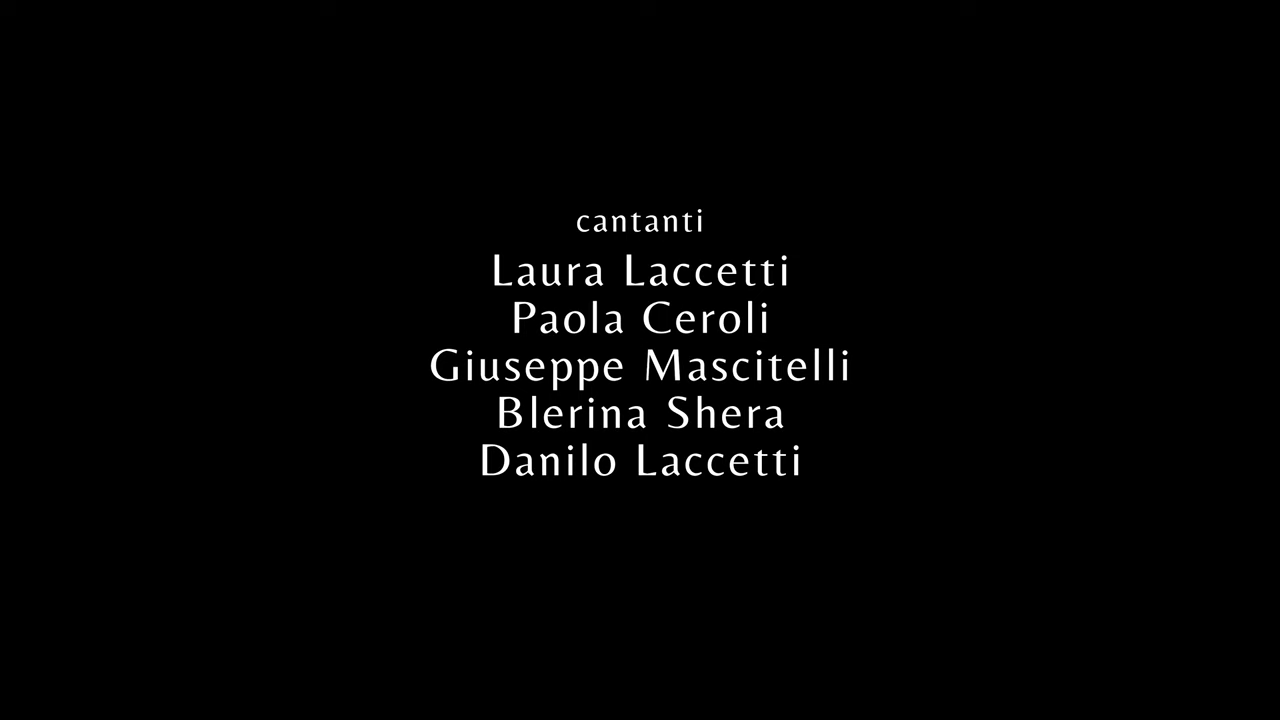 cantanti
Laura Laccetti
Paola Ceroli
Giuseppe Mascitelli
Blerina Shera
Danilo Laccetti